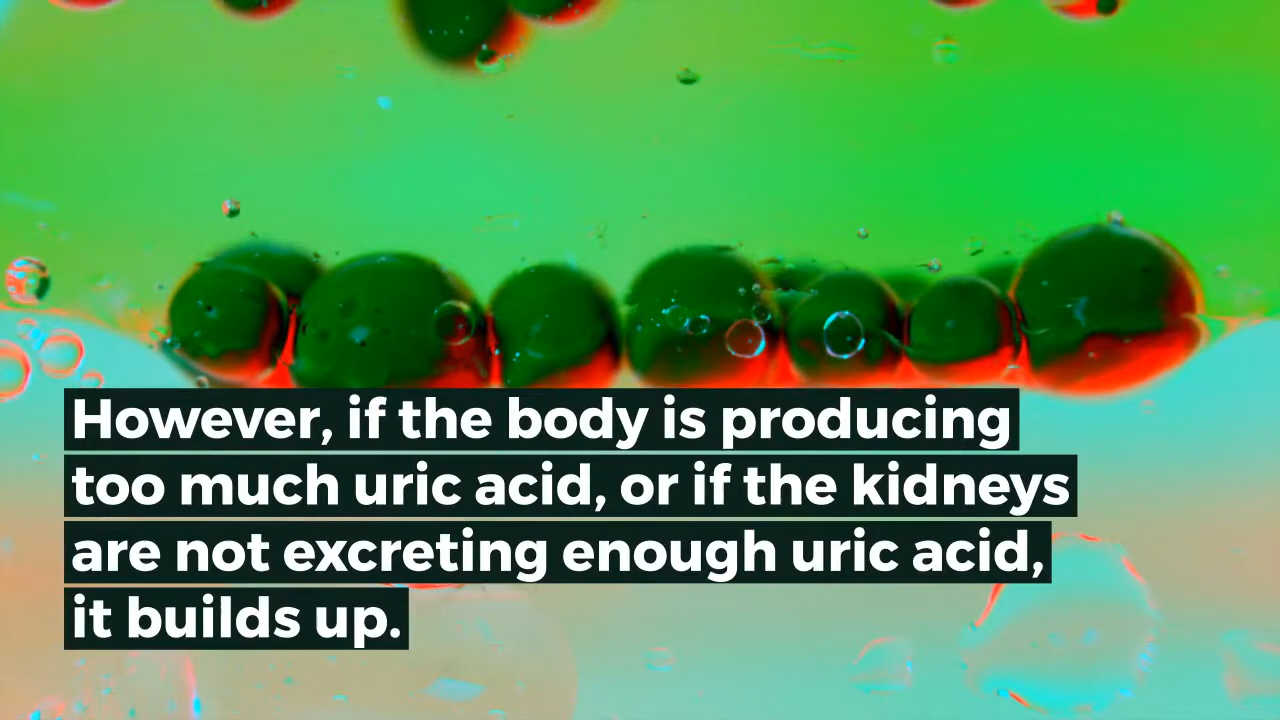 However, if the body is producing
too much uric acid, or if the kidneys
are not excreting enough uric acid,
it builds up.